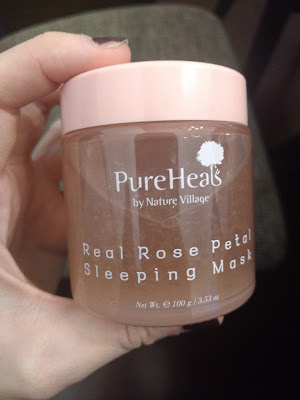 PureHeals
by Nature Village
Real Rose Petal
Sleeping Mask
Net Wt. ℮ 100 g / 3.53 oz